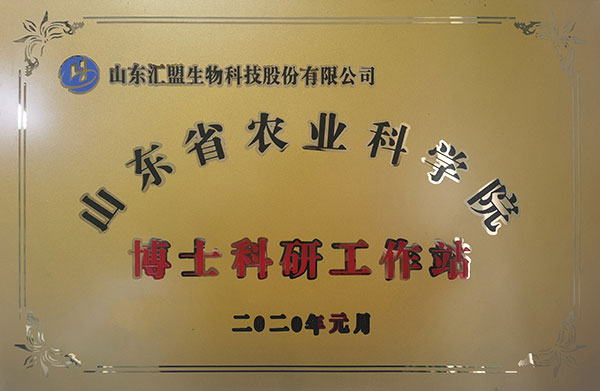 山东汇盟生物科技股份有限公司
山东省农业科学院
博士科研工作站
二〇二〇年元月